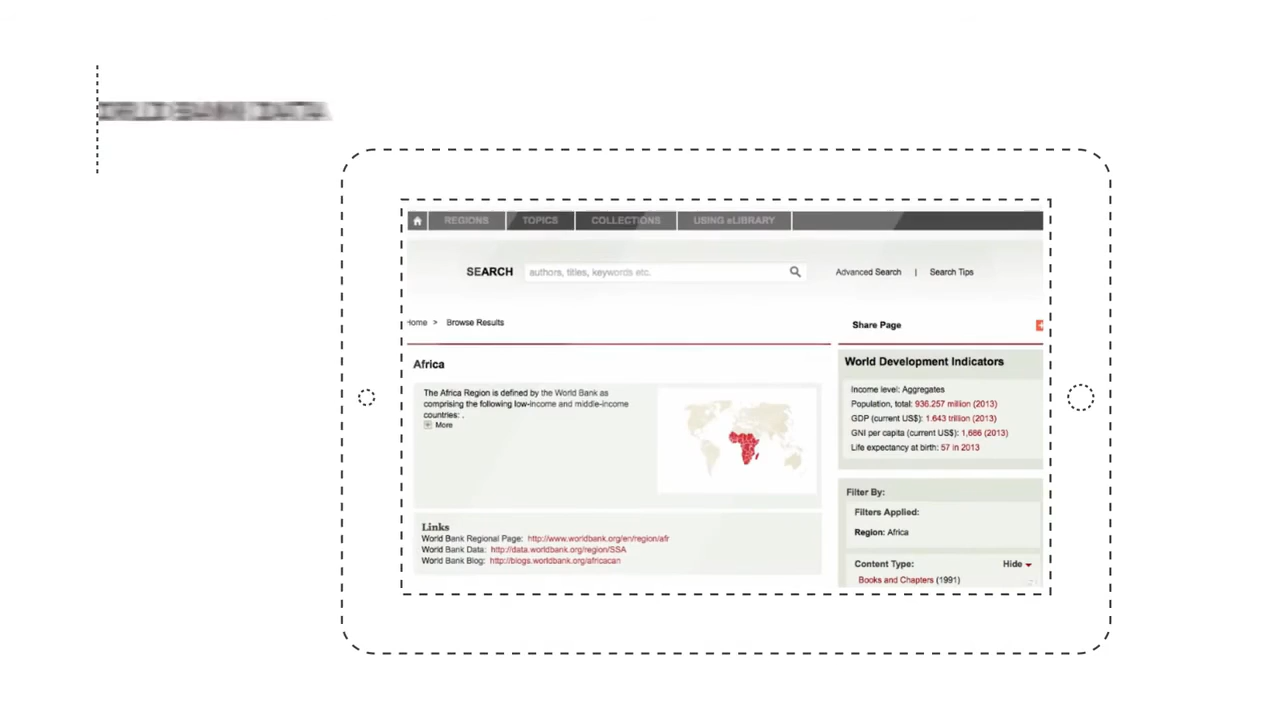 WORLD BANK DATA
REGIONS TOPICS COLLECTIONS USING eLIBRARY
SEARCH authors, titles, keywords etc. Advanced Search | Search Tips
Home > Browse Results
Share Page
Africa
The Africa Region is defined by the World Bank as
comprising the following low-income and middle-income
countries: .
More
Links
World Bank Regional Page: http://www.worldbank.org/en/region/afr
World Bank Data: http://data.worldbank.org/region/SSA
World Bank Blog: http://blogs.worldbank.org/africacan
World Development Indicators
Income level: Aggregates
Population, total: 936.257 million (2013)
GDP (current US$): 1.643 trillion (2013)
GNI per capita (current US$): 1,686 (2013)
Life expectancy at birth: 57 in 2013
Filter By:
Filters Applied:
Region: Africa
Content Type: Hide
Books and Chapters (1991)